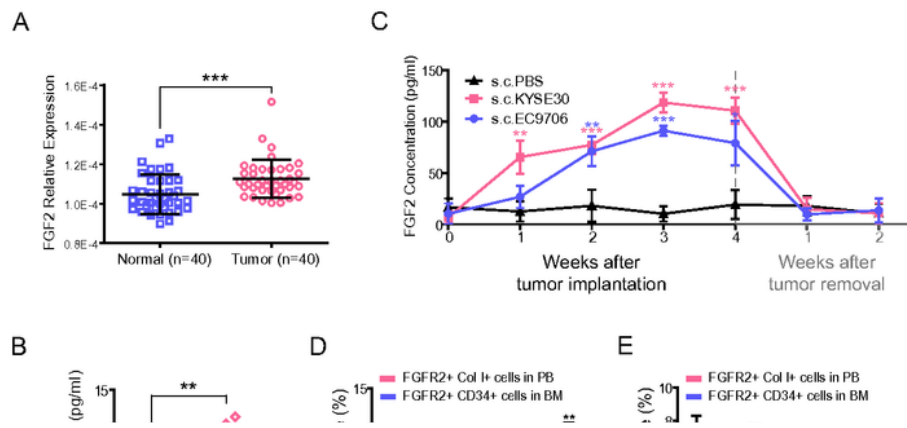 A
FGF2 Relative Expression
1.6E-4
1.4E-4
1.2E-4
1.0E-4
0.8E-4
***
Normal (n=40)
Tumor (n=40)
C
FGF2 Concentration (pg/ml)
150
100
50
0
s.c.PBS
s.c.KYSE30
s.c.EC9706
**
**
***
***
***
***
0 1 2 3 4 1 2
Weeks after
tumor implantation
Weeks after
tumor removal
B
(pg/ml)
15
**
D
FGFR2+ Col I+ cells in PB
FGFR2+ CD34+ cells in BM
(%)
15
**
E
FGFR2+ Col I+ cells in PB
FGFR2+ CD34+ cells in BM
(%)
10
8